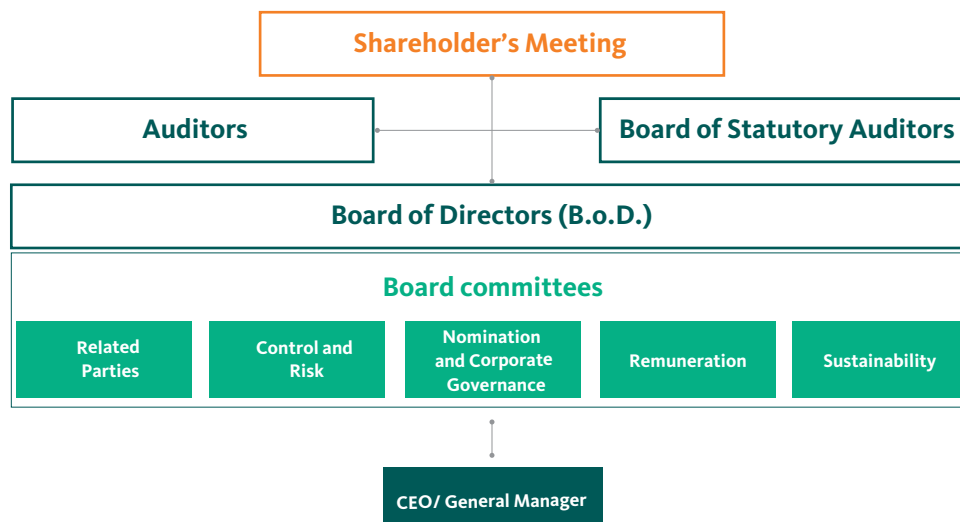 Shareholder’s Meeting
Auditors
Board of Statutory Auditors
Board of Directors (B.o.D.)
Board committees
Related
Parties
Control and
Risk
Nomination
and Corporate
Governance
Remuneration
Sustainability
CEO/ General Manager